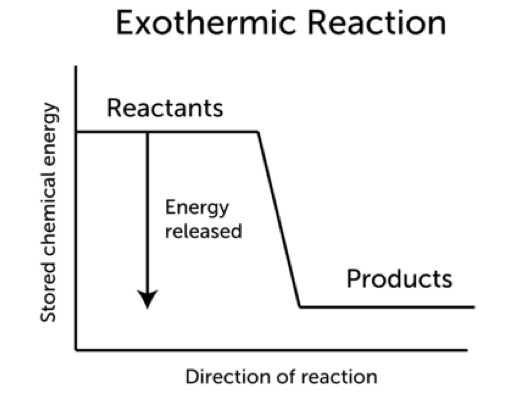 Exothermic Reaction
Reactants
Stored chemical energy
Energy
released
Products
Direction of reaction